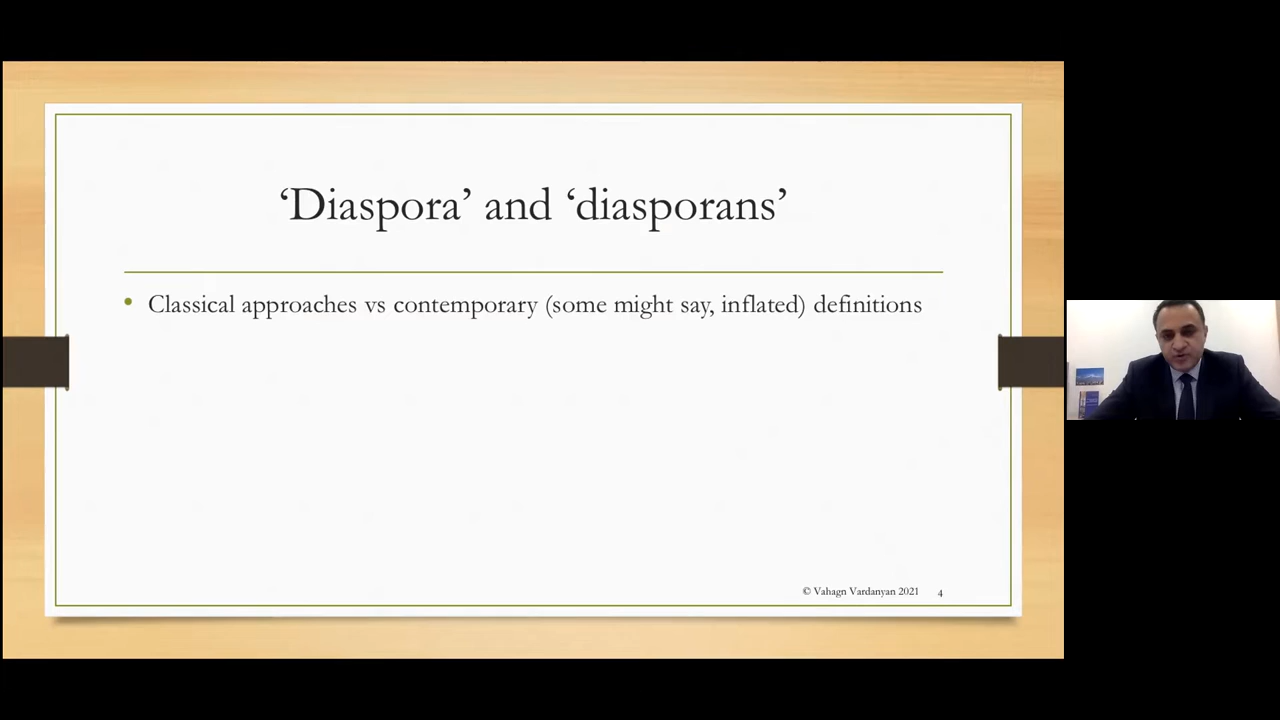 ‘Diaspora’ and ‘diasporans’
• Classical approaches vs contemporary (some might say, inflated) definitions
© Vahagn Vardanyan 2021 4